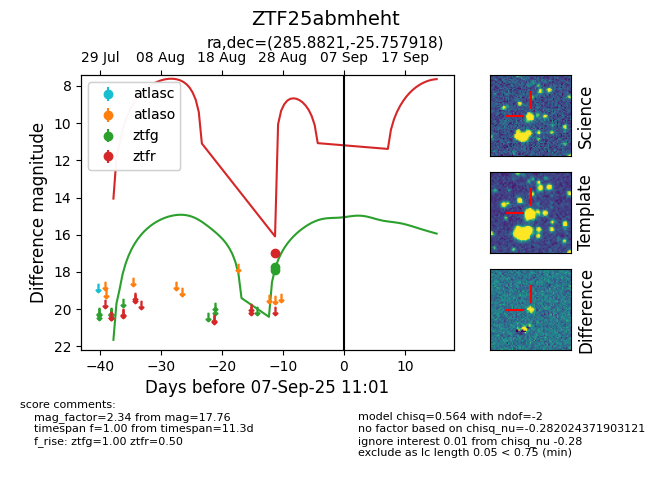 ZTF25abmheht
ra,dec=(285.8821,-25.757918)
29 Jul 08 Aug 18 Aug 28 Aug 07 Sep 17 Sep
atlasc
atlaso
ztfg
ztfr
8
10
12
14
16
18
20
22
Difference magnitude
−40 −30 −20 −10 0 10
Days before 07-Sep-25 11:01
Science
Template
Difference
score comments:
mag_factor=2.34 from mag=17.76
timespan f=1.00 from timespan=11.3d
f_rise: ztfg=1.00 ztfr=0.50
model chisq=0.564 with ndof=-2
no factor based on chisq_nu=-0.282024371903121
ignore interest 0.01 from chisq_nu -0.28
exclude as lc length 0.05 < 0.75 (min)